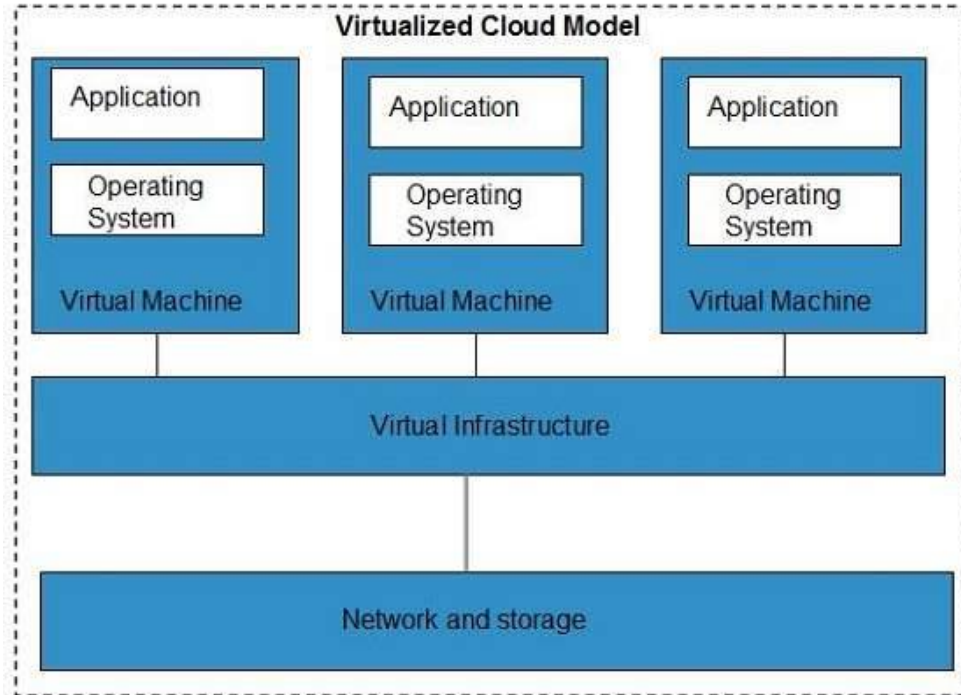 Virtualized Cloud Model
Application
Operating
System
Virtual Machine
Application
Operating
System
Virtual Machine
Application
Operating
System
Virtual Machine
Virtual Infrastructure
Network and storage